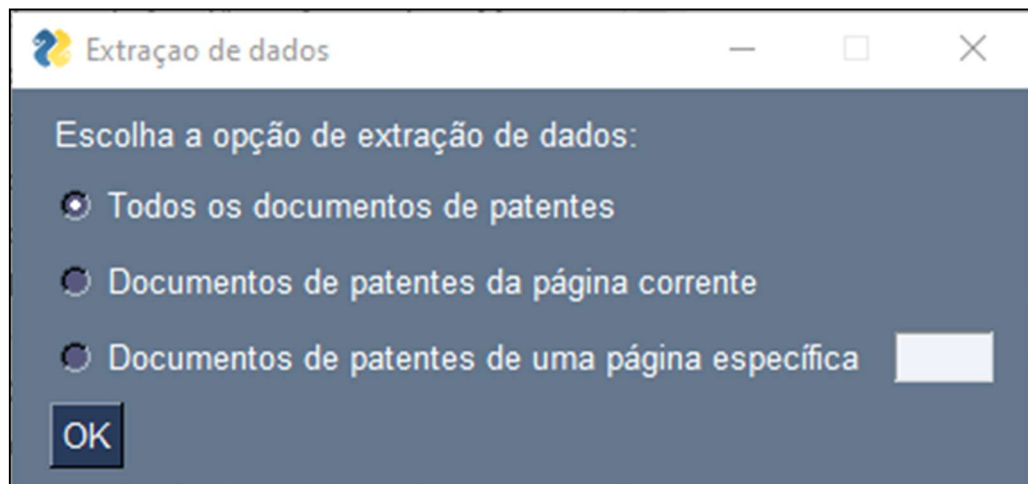 Extraçao de dados
Escolha a opção de extração de dados:
Todos os documentos de patentes
Documentos de patentes da página corrente
Documentos de patentes de uma página específica
OK